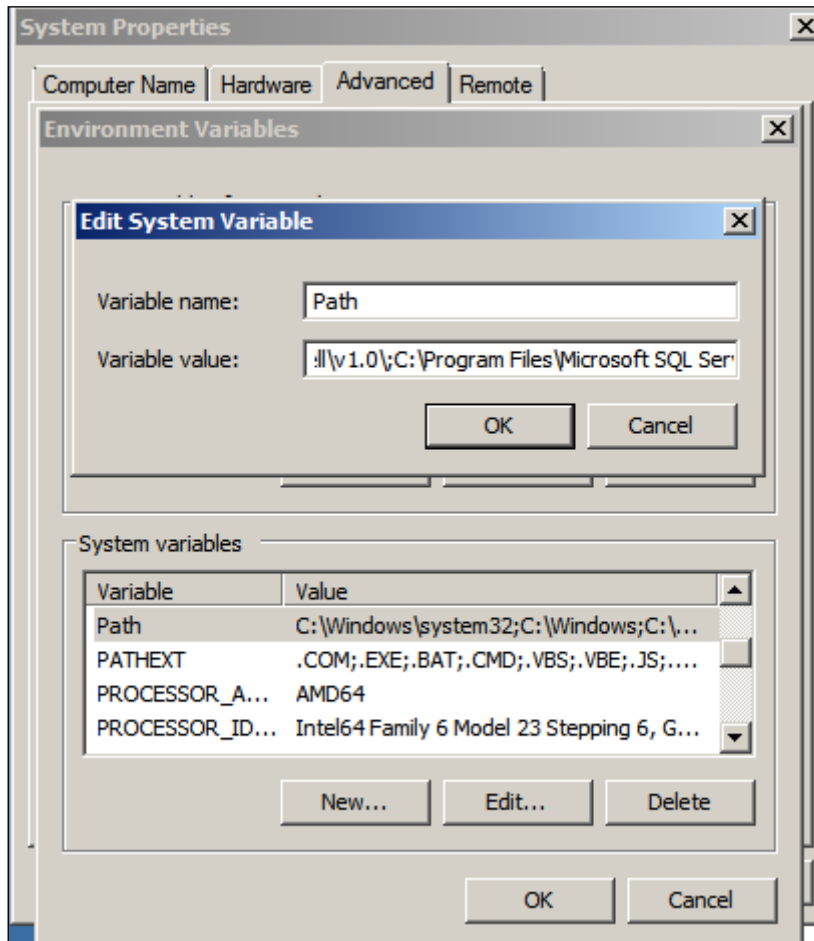 System Properties
Computer Name Hardware Advanced Remote
Environment Variables
Edit System Variable
Variable name: Path
Variable value: ll\v1.0\;C:\Program Files\Microsoft SQL Ser
OK Cancel
System variables
Variable Value
Path C:\Windows\system32;C:\Windows;C:\...
PATHEXT .COM;.EXE;.BAT;.CMD;.VBS;.VBE;.JS;....
PROCESSOR_A... AMD64
PROCESSOR_ID... Intel64 Family 6 Model 23 Stepping 6, G...
New... Edit... Delete
OK Cancel